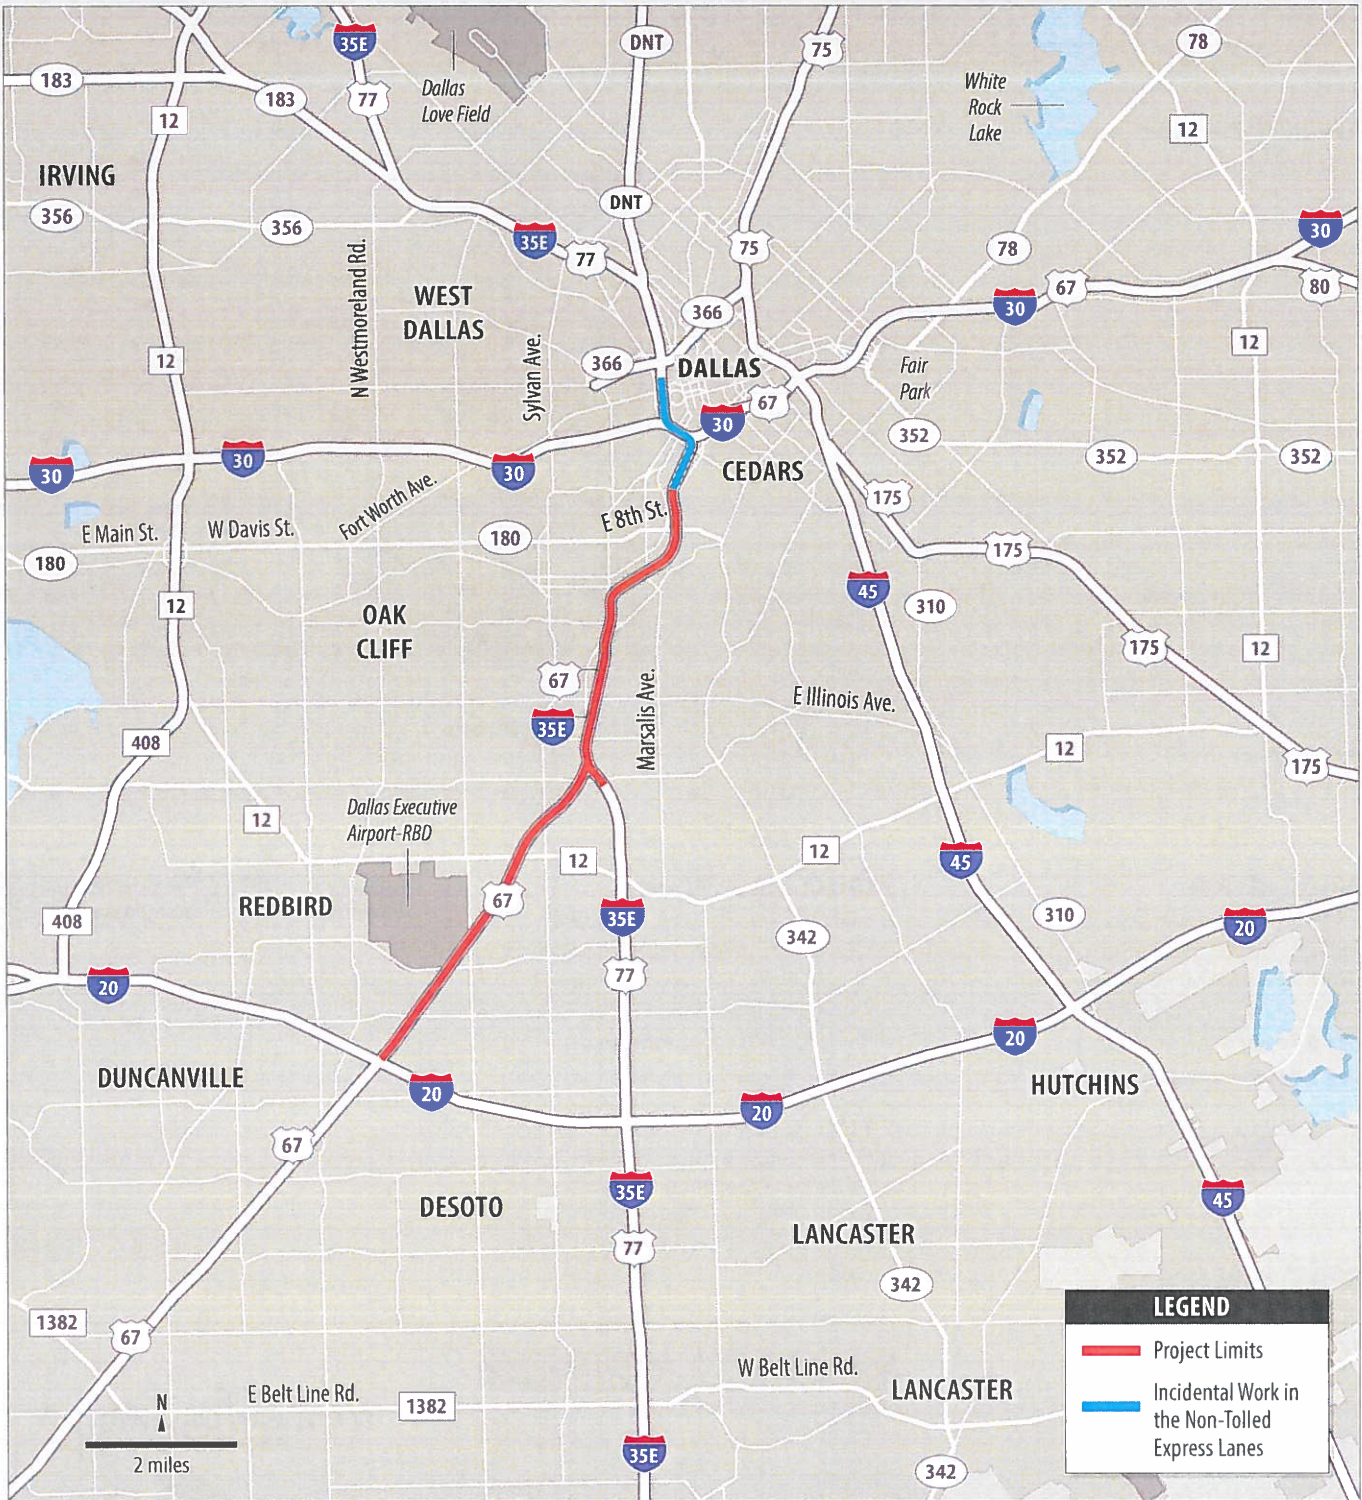 35E
DNT
75
78
183
183
77
Dallas
Love Field
White
Rock
Lake
12
12
IRVING
356
356
DNT
35E
77
75
78
30
67
80
30
N Westmoreland Rd.
WEST
DALLAS
366
366
Sylvan Ave.
DALLAS
12
12
Fair
Park
67
30
352
352
352
CEDARS
30
30
30
Fort Worth Ave.
175
E 8th St.
E Main St.
W Davis St.
180
180
175
12
45
310
OAK
CLIFF
175
12
67
35E
Marsalis Ave.
E Illinois Ave.
408
12
175
12
Dallas Executive
Airport-RBD
12
12
45
REDBIRD
67
35E
408
342
310
20
77
20
20
DUNCANVILLE
20
20
HUTCHINS
67
35E
45
DESOTO
77
LANCASTER
342
1382
67
LEGEND
Project Limits
Incidental Work in
the Non-Tolled
Express Lanes
W Belt Line Rd.
LANCASTER
E Belt Line Rd.
1382
N
2 miles
35E
342